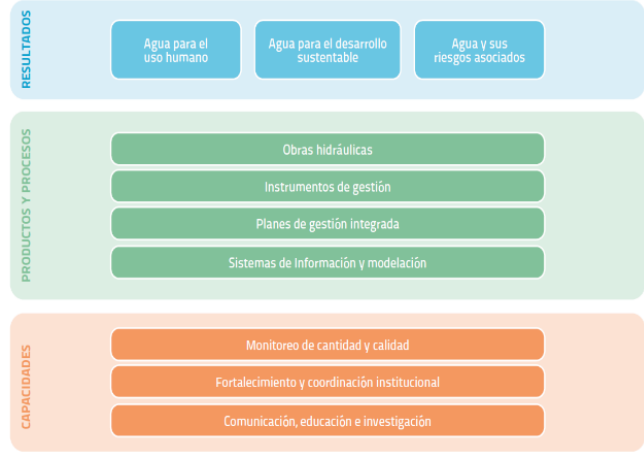 RESULTADOS
Agua para el
uso humano
Agua para el desarrollo
sustentable
Agua y sus
riesgos asociados
PRODUCTOS Y PROCESOS
Obras hidráulicas
Instrumentos de gestión
Planes de gestión integrada
Sistemas de Información y modelación
CAPACIDADES
Monitoreo de cantidad y calidad
Fortalecimiento y coordinación institucional
Comunicación, educación e investigación